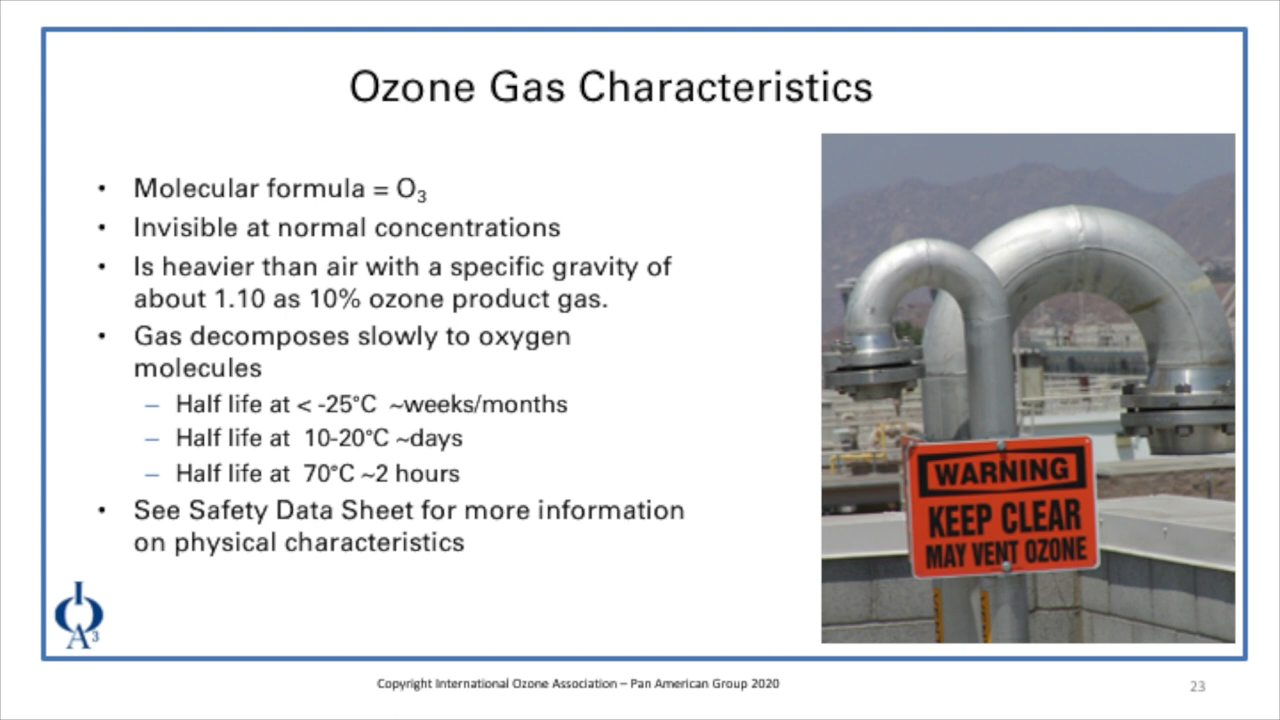 Ozone Gas Characteristics
• Molecular formula = O₃
• Invisible at normal concentrations
• Is heavier than air with a specific gravity of
about 1.10 as 10% ozone product gas.
• Gas decomposes slowly to oxygen
molecules
– Half life at < -25°C ~weeks/months
– Half life at 10-20°C ~days
– Half life at 70°C ~2 hours
• See Safety Data Sheet for more information
on physical characteristics
WARNING
KEEP CLEAR
MAY VENT OZONE
I
O
A 3
Copyright International Ozone Association – Pan American Group 2020
23